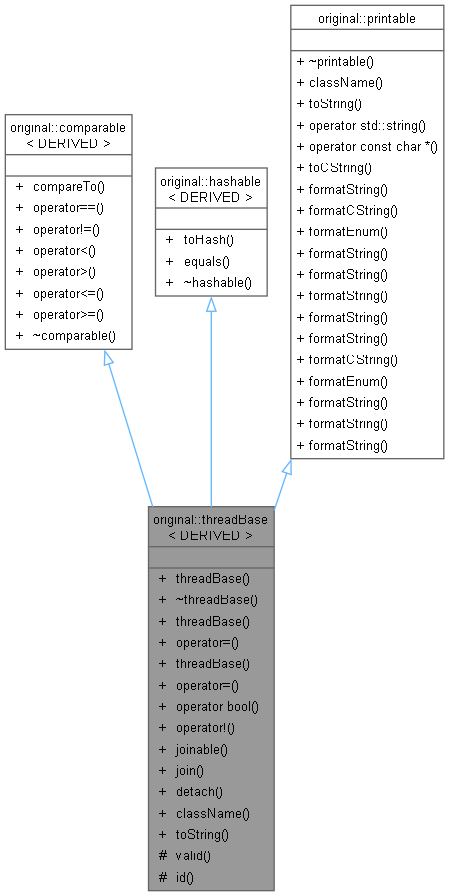 original::printable
+ ~printable()
+ className()
+ toString()
+ operator std::string()
+ operator const char *()
+ toCString()
+ formatString()
+ formatCString()
+ formatEnum()
+ formatString()
+ formatString()
+ formatString()
+ formatString()
+ formatString()
+ formatCString()
+ formatEnum()
+ formatString()
+ formatString()
+ formatString()
original::comparable
< DERIVED >
+ compareTo()
+ operator==()
+ operator!=()
+ operator<()
+ operator>()
+ operator<=()
+ operator>=()
+ ~comparable()
original::hashable
< DERIVED >
+ toHash()
+ equals()
+ ~hashable()
original::threadBase
< DERIVED >
+ threadBase()
+ ~threadBase()
+ threadBase()
+ operator=()
+ threadBase()
+ operator=()
+ operator bool()
+ operator!()
+ joinable()
+ join()
+ detach()
+ className()
+ toString()
# valid()
# id()